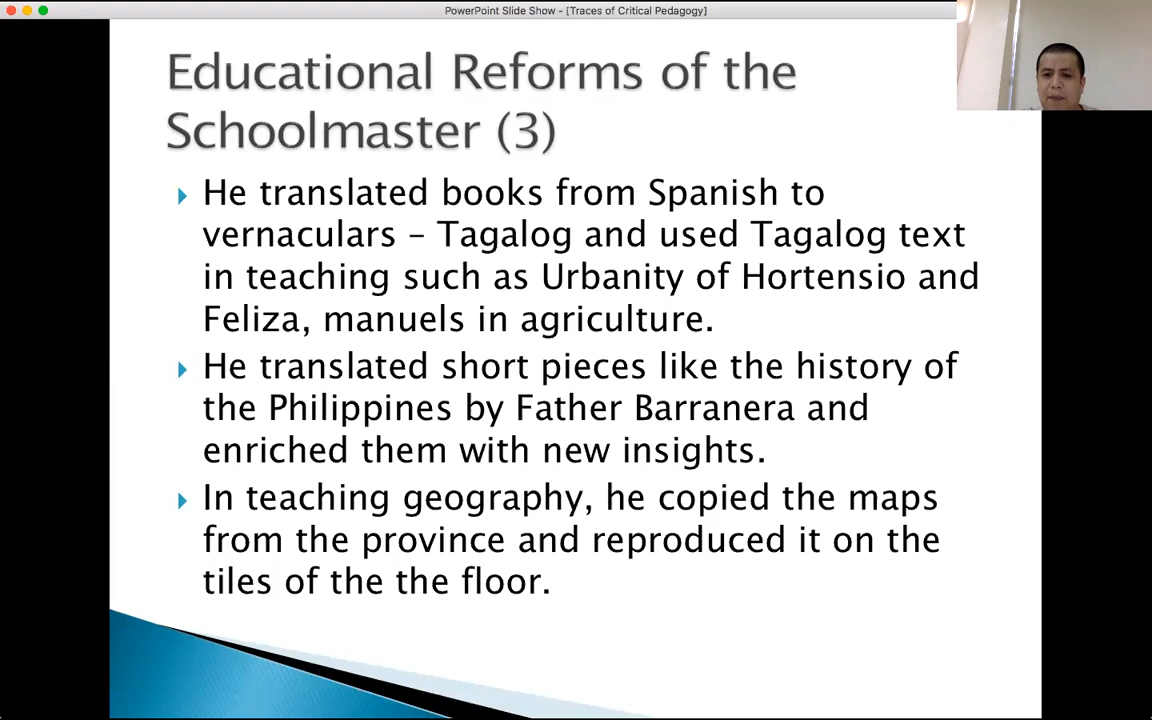 PowerPoint Slide Show - [Traces of Critical Pedagogy]
Educational Reforms of the
Schoolmaster (3)
He translated books from Spanish to
vernaculars – Tagalog and used Tagalog text
in teaching such as Urbanity of Hortensio and
Feliza, manuels in agriculture.
He translated short pieces like the history of
the Philippines by Father Barranera and
enriched them with new insights.
In teaching geography, he copied the maps
from the province and reproduced it on the
tiles of the the floor.